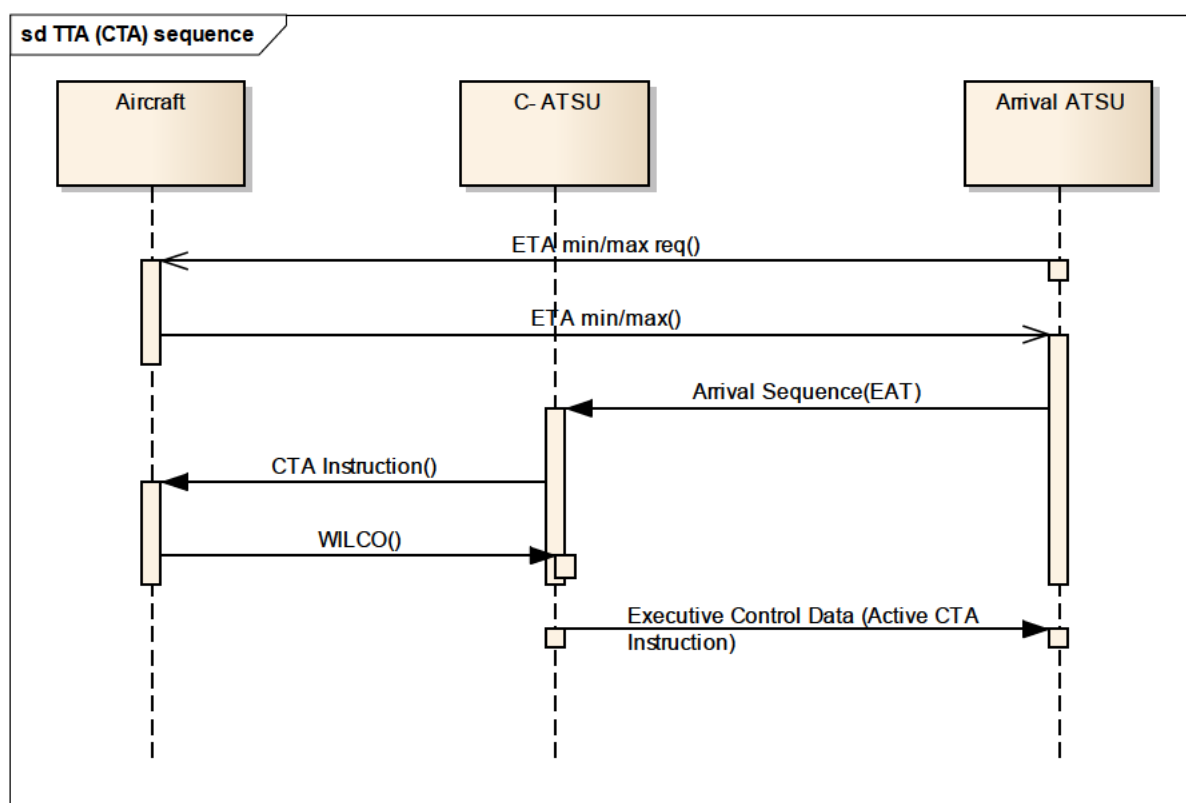 sd TTA (CTA) sequence
Aircraft
C- ATSU
Arrival ATSU
ETA min/max req()
ETA min/max()
Arrival Sequence(EAT)
CTA Instruction()
WILCO()
Executive Control Data (Active CTA
Instruction)